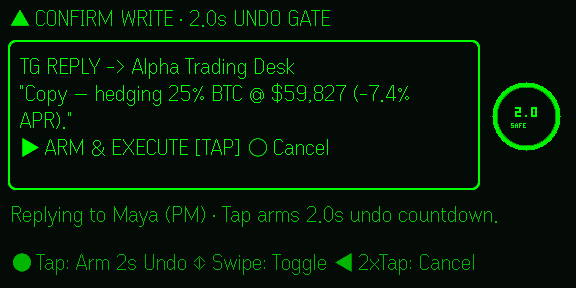 ▲ CONFIRM WRITE · 2.0s UNDO GATE
TG REPLY -> Alpha Trading Desk
"Copy — hedging 25% BTC @ $59,827 (-7.4%
APR)."
▶ ARM & EXECUTE [TAP] ○ Cancel
2.0
SAFE
Replying to Maya (PM) · Tap arms 2.0s undo countdown.
● Tap: Arm 2s Undo ⇕ Swipe: Toggle ◀ 2xTap: Cancel